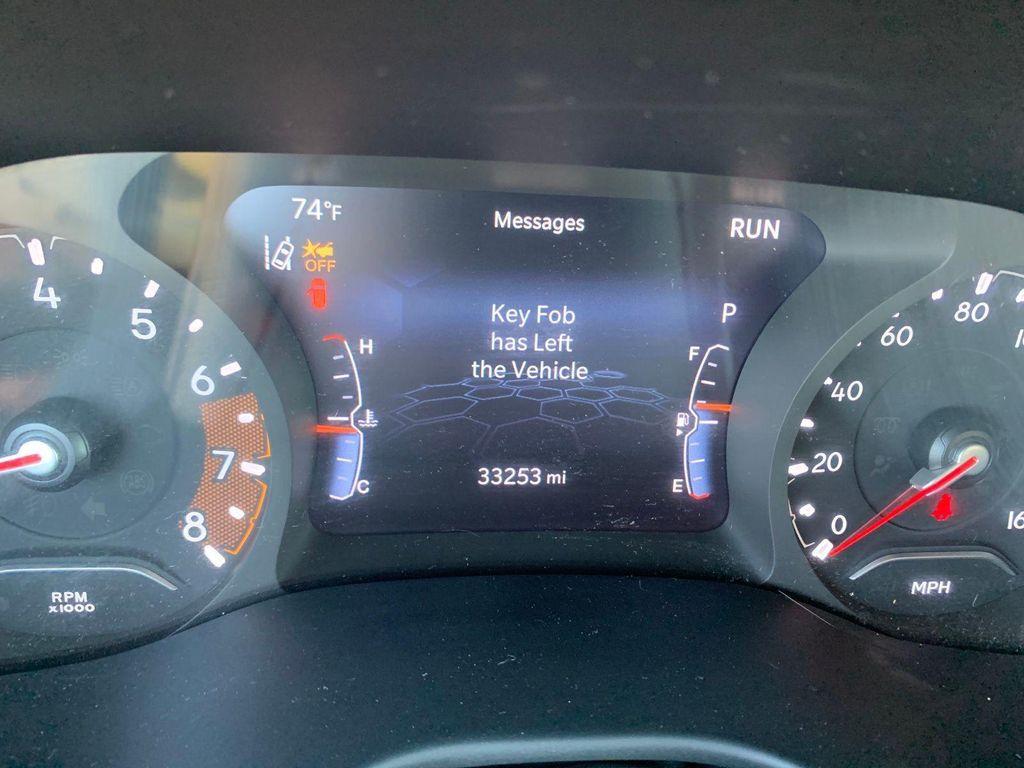 74°F
Messages
RUN
OFF
Key Fob
has Left
the Vehicle
P
H
C
F
E
33253 mi
4
5
6
7
8
RPM
x1000
0
20
40
60
80
MPH